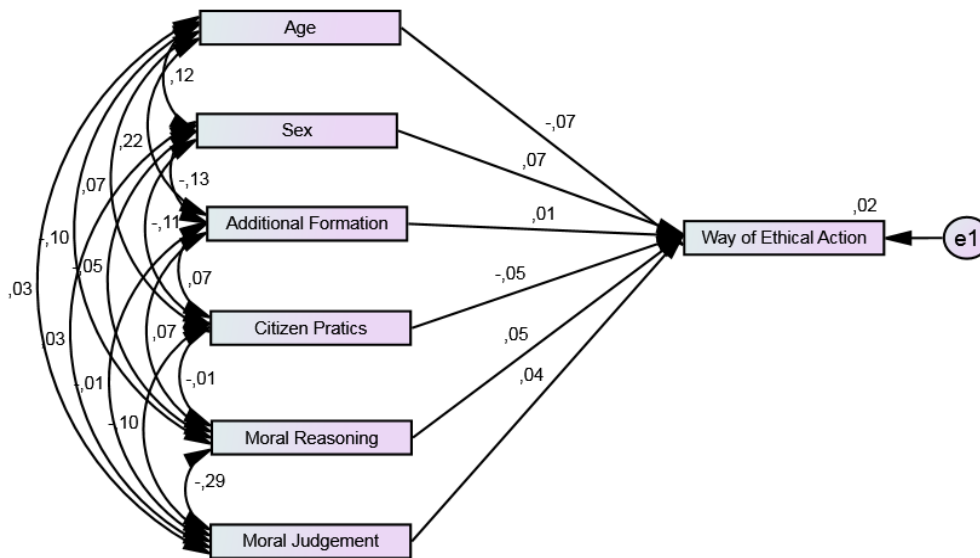 Age
,12
-,07
Sex
,22
,07
-,13
,07
Additional Formation
,01
,02
-,11
Way of Ethical Action
e1
-,10
-,05
,07
-,05
,03
Citizen Pratics
,03
,07
,05
-,01
-,01
,04
-,10
Moral Reasoning
-,29
Moral Judgement